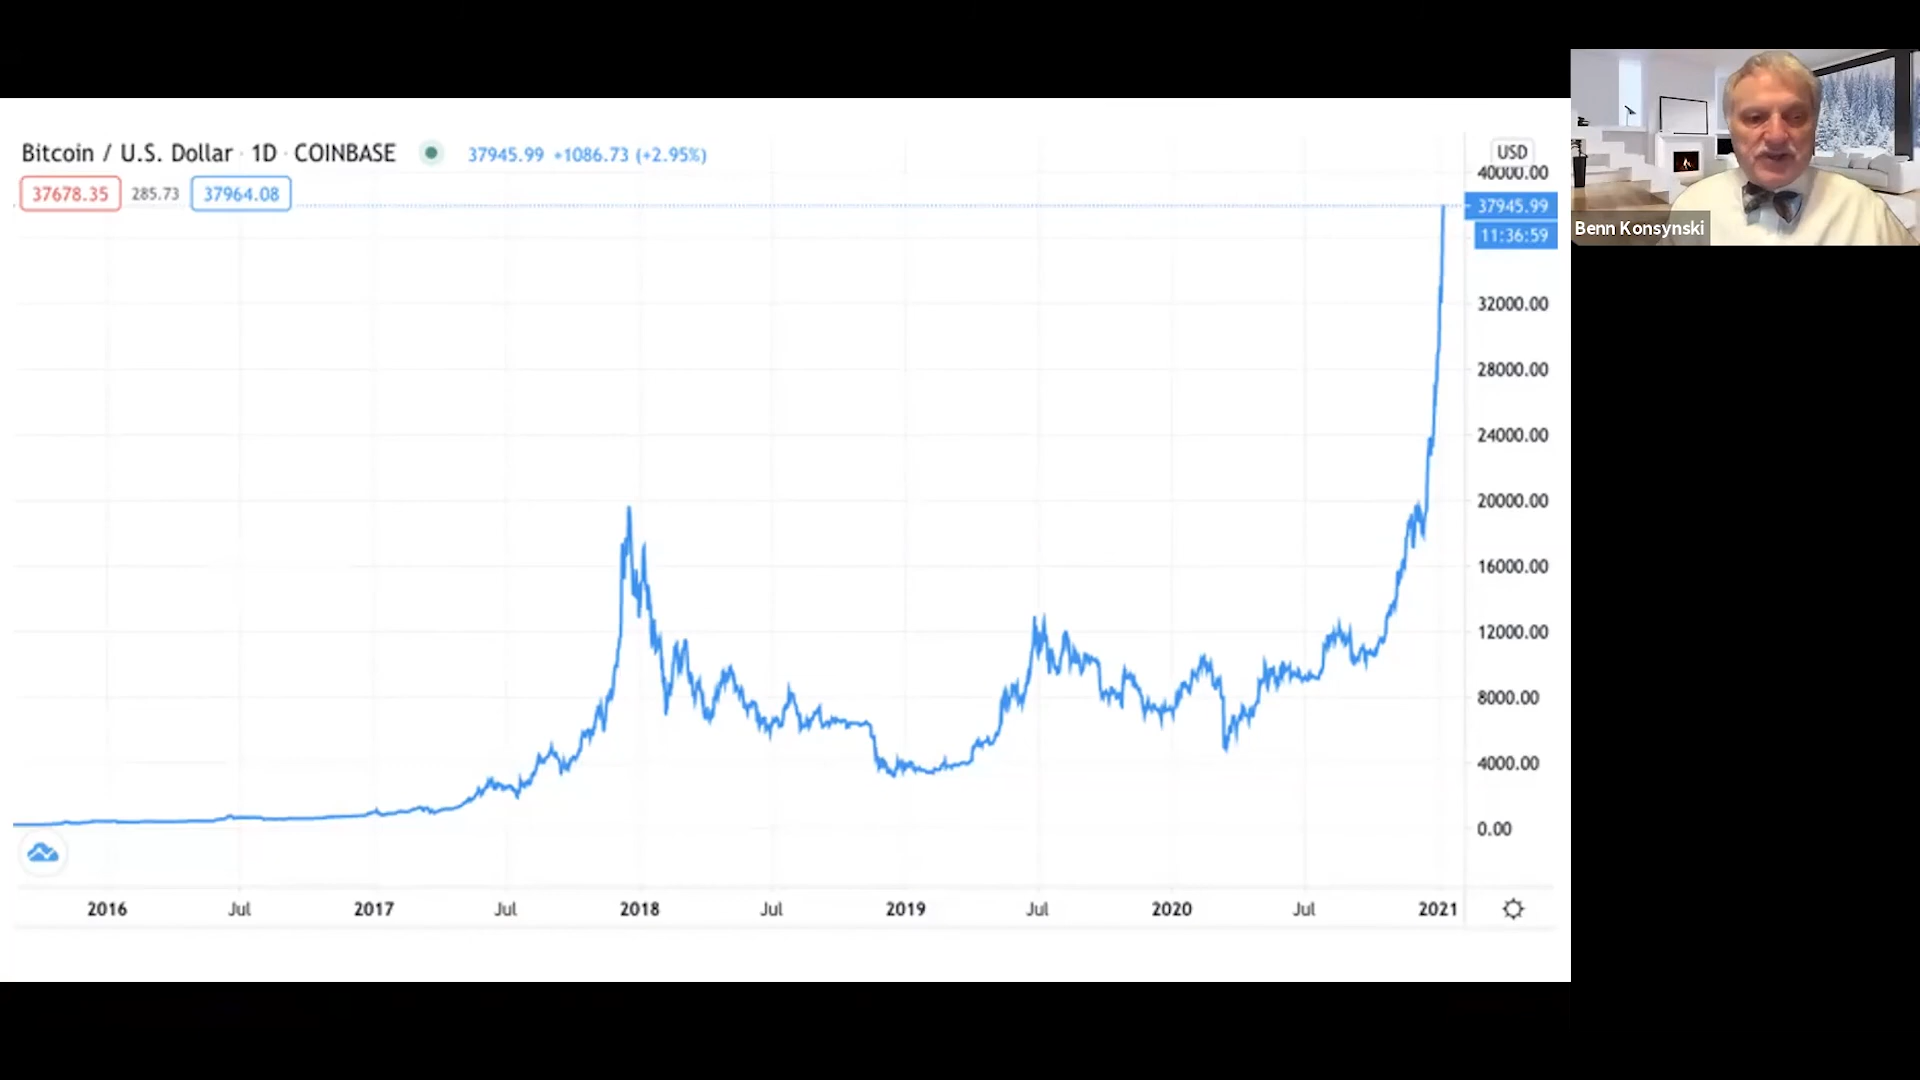 Bitcoin / U.S. Dollar · 1D · COINBASE 37945.99 +1086.73 (+2.95%)
37678.35 285.73 37964.08
USD
40000.00
37945.99
11:36:59
32000.00
28000.00
24000.00
20000.00
16000.00
12000.00
8000.00
4000.00
0.00
2016 Jul 2017 Jul 2018 Jul 2019 Jul 2020 Jul 2021
Benn Konsynski